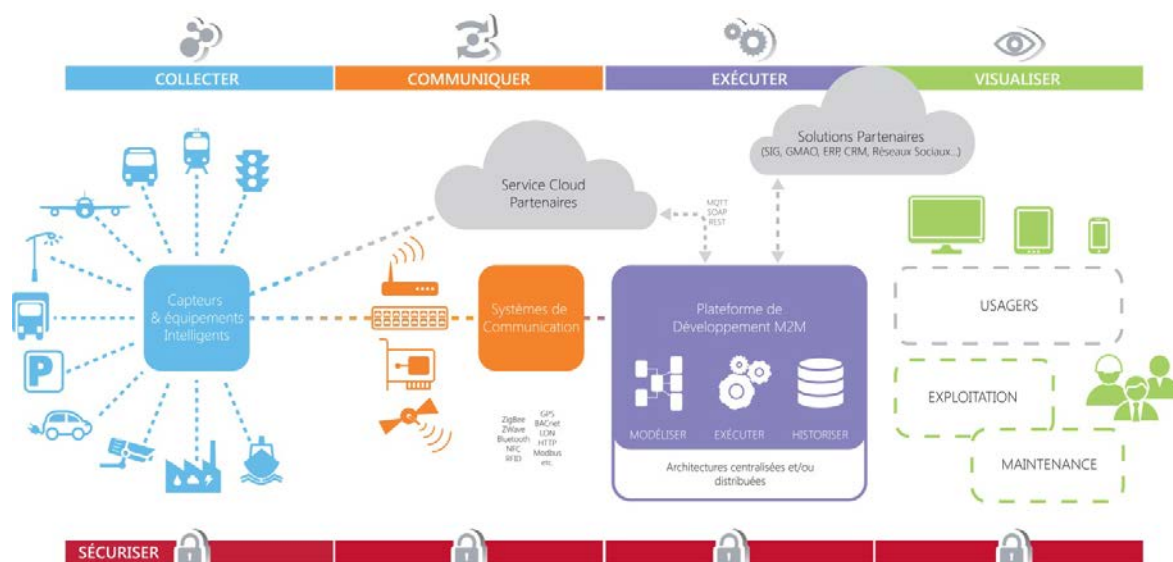 COLLECTER
COMMUNIQUER
EXÉCUTER
VISUALISER
Solutions Partenaires
(SIG, GMAO, ERP, CRM, Réseaux Sociaux...)
Service Cloud
Partenaires
MQTT
SOAP
REST
Capteurs
& équipements
Intelligents
P
Systèmes de
Communication
ZigBee
ZWave
Bluetooth
NFC
RFID
GPS
BACnet
LON
HTTP
Modbus
etc.
Plateforme de
Développement M2M
MODÉLISER
EXÉCUTER
HISTORISER
Architectures centralisées et/ou
distribuées
USAGERS
EXPLOITATION
MAINTENANCE
SÉCURISER